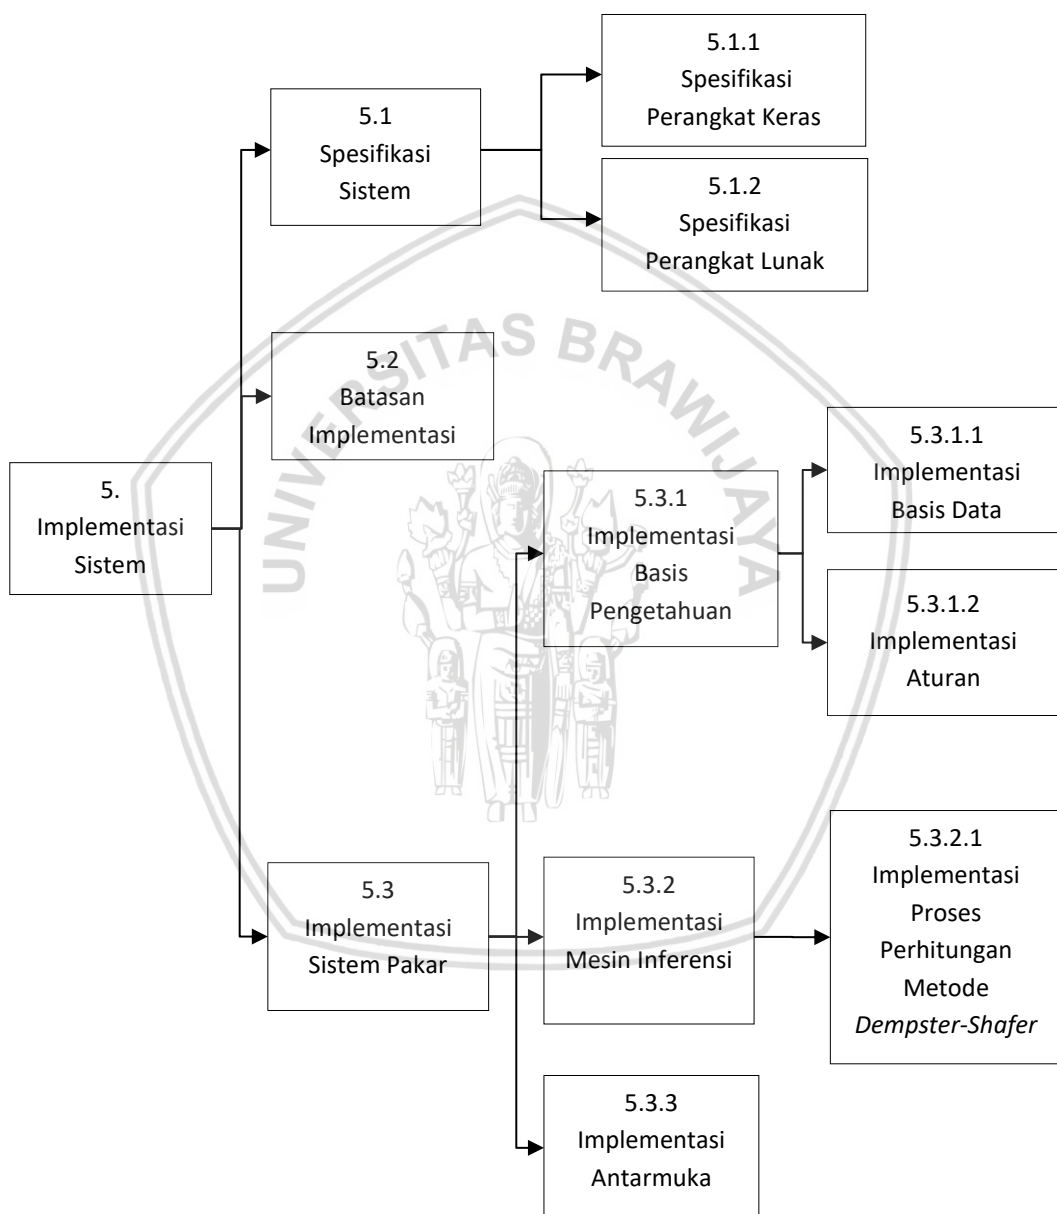 5.
Implementasi
Sistem
5.1
Spesifikasi
Sistem
5.1.1
Spesifikasi
Perangkat Keras
5.1.2
Spesifikasi
Perangkat Lunak
5.2
Batasan
Implementasi
5.3
Implementasi
Sistem Pakar
5.3.1
Implementasi
Basis
Pengetahuan
5.3.1.1
Implementasi
Basis Data
5.3.1.2
Implementasi
Aturan
5.3.2
Implementasi
Mesin Inferensi
5.3.2.1
Implementasi
Proses
Perhitungan
Metode
Dempster-Shafer
5.3.3
Implementasi
Antarmuka
UNIVERSITAS BRAWIJAYA